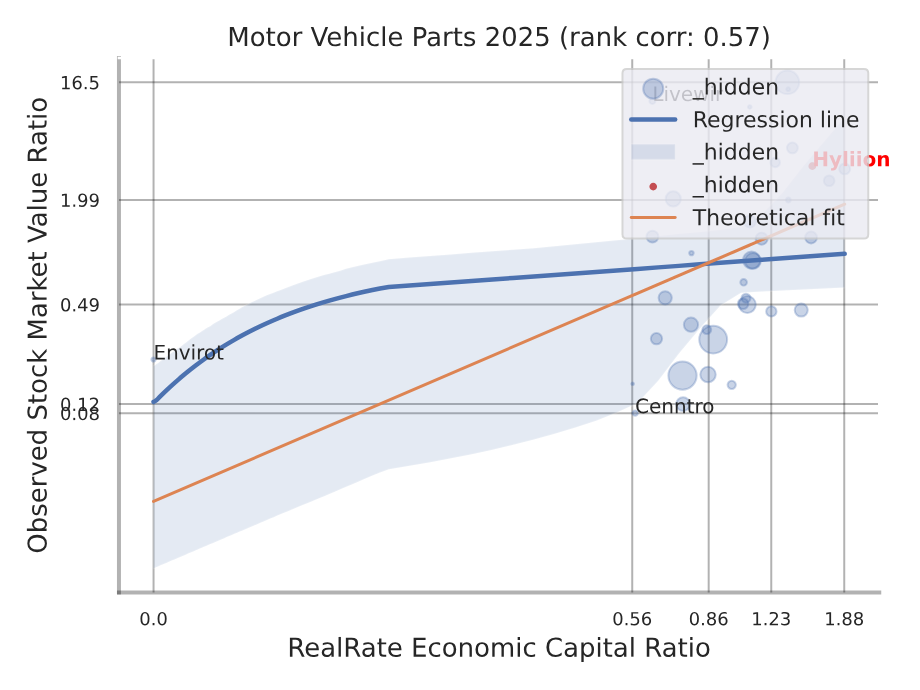 Motor Vehicle Parts 2025 (rank corr: 0.57)
Observed Stock Market Value Ratio
16.5
1.99
0.49
0.12
0.08
_hidden
Regression line
_hidden
_hidden
Theoretical fit
Livewir
Hyliion
Envirot
Cenntro
0.0
0.56
0.86
1.23
1.88
RealRate Economic Capital Ratio